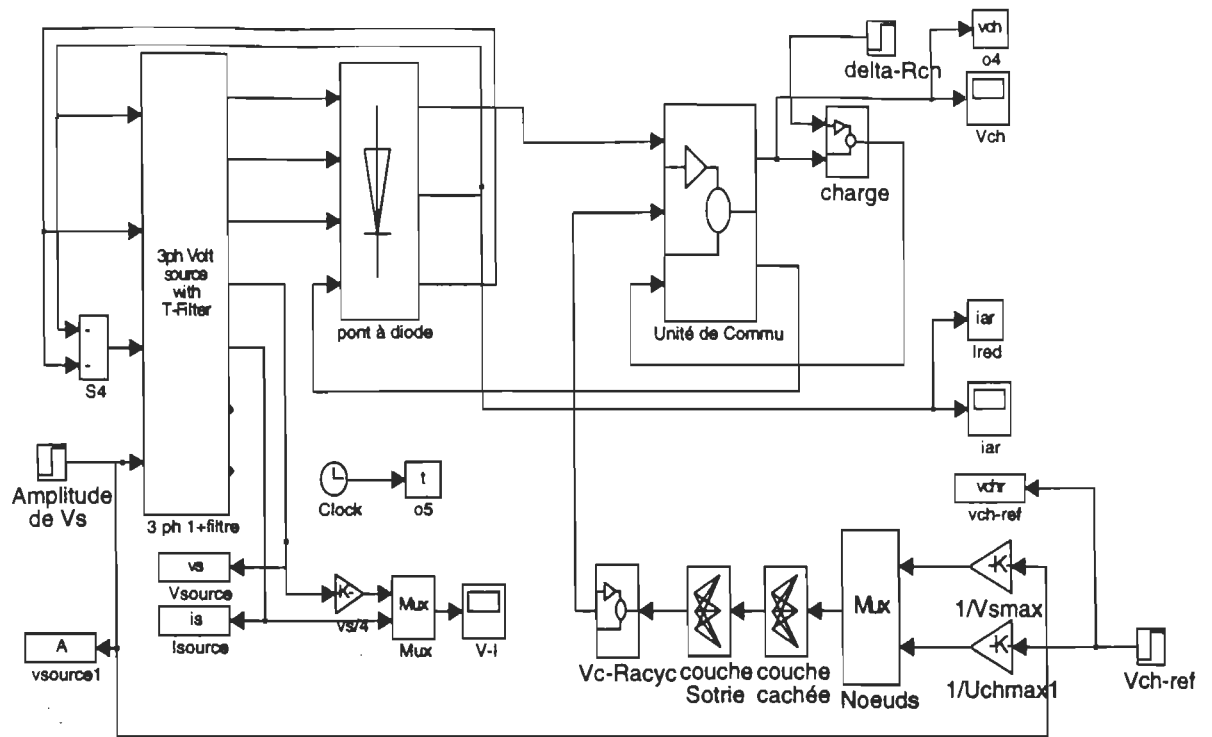 vch
o4
delta-Rch
Vch
charge
3ph Volt
source
with
T-Filter
pont à diode
Unité de Commu
iar
Ired
iar
-
-
S4
Amplitude
de Vs
3 ph 1+filtre
Clock
t
o5
vchr
vch-ref
vs
Vsource
is
Isource
A
vsource1
K-
vs/4
Mux
Mux
V-I
Vc-Racyc
couche
Sotrie
couche
cachée
Mux
Noeuds
-K-
1/Vsmax
-K-
1/Uchmax1
Vch-ref